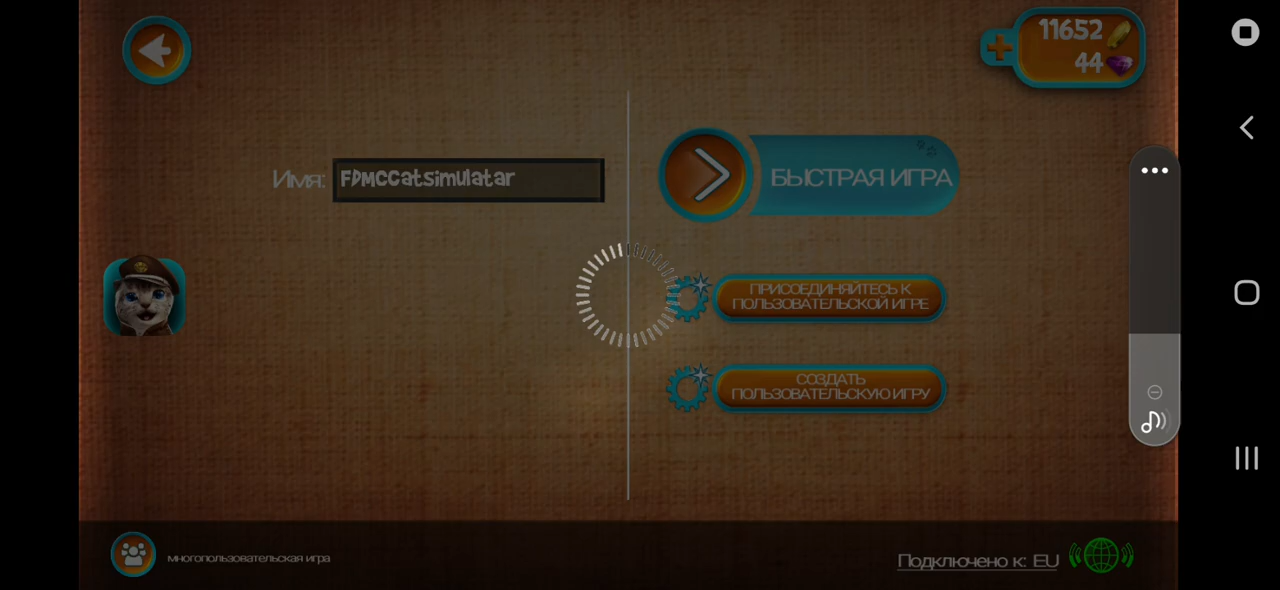 11652
44
Имя: FDMCCatsimulatar
БЫСТРАЯ ИГРА
ПРИСОЕДИНЯЙТЕСЬ К
ПОЛЬЗОВАТЕЛЬСКОЙ ИГРЕ
СОЗДАТЬ
ПОЛЬЗОВАТЕЛЬСКУЮ ИГРУ
многопользовательская игра
Подключено к: EU